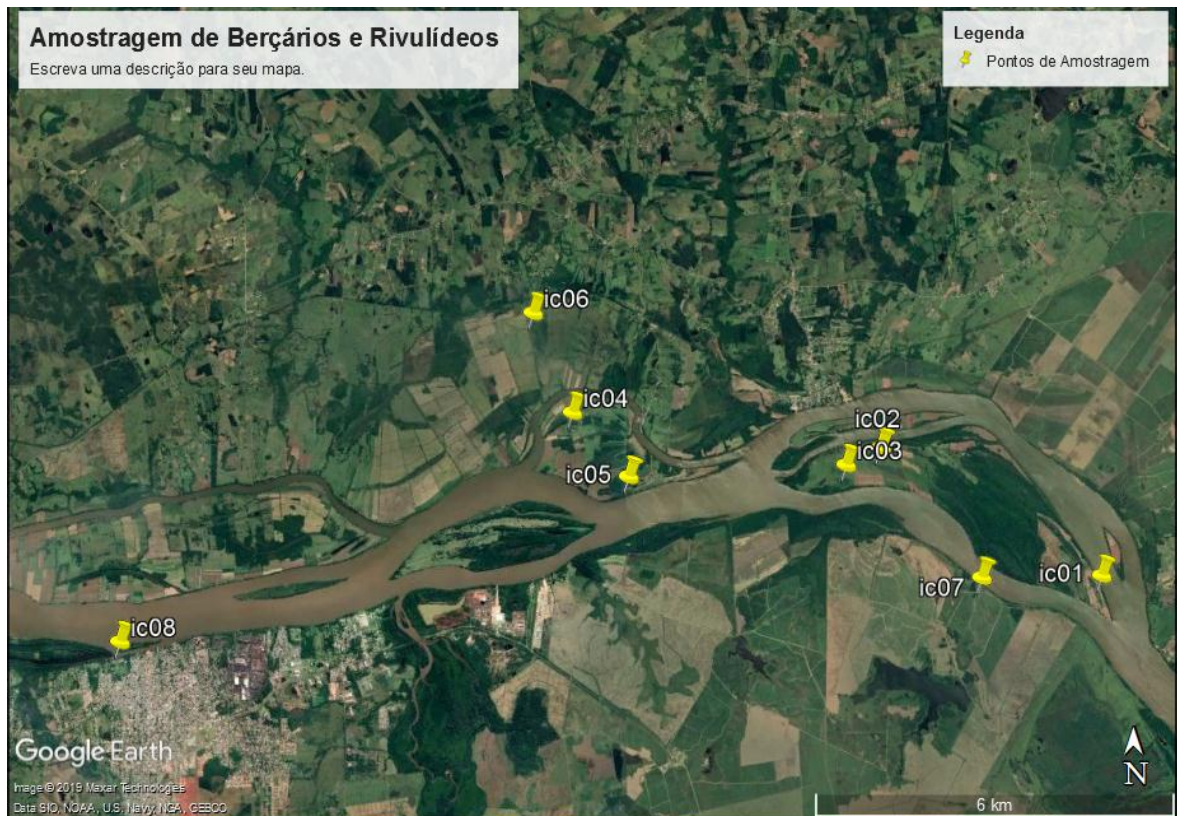 Amostragem de Berçários e Rivulídeos
Escreva uma descrição para seu mapa.
Legenda
Pontos de Amostragem
ic06
ic04
ic02
ic03
ic05
ic07
ic01
ic08
Google Earth
Image © 2019 Maxar Technologies
Data SIO, NOAA, U.S. Navy, NGA, GEBCO
N
6 km